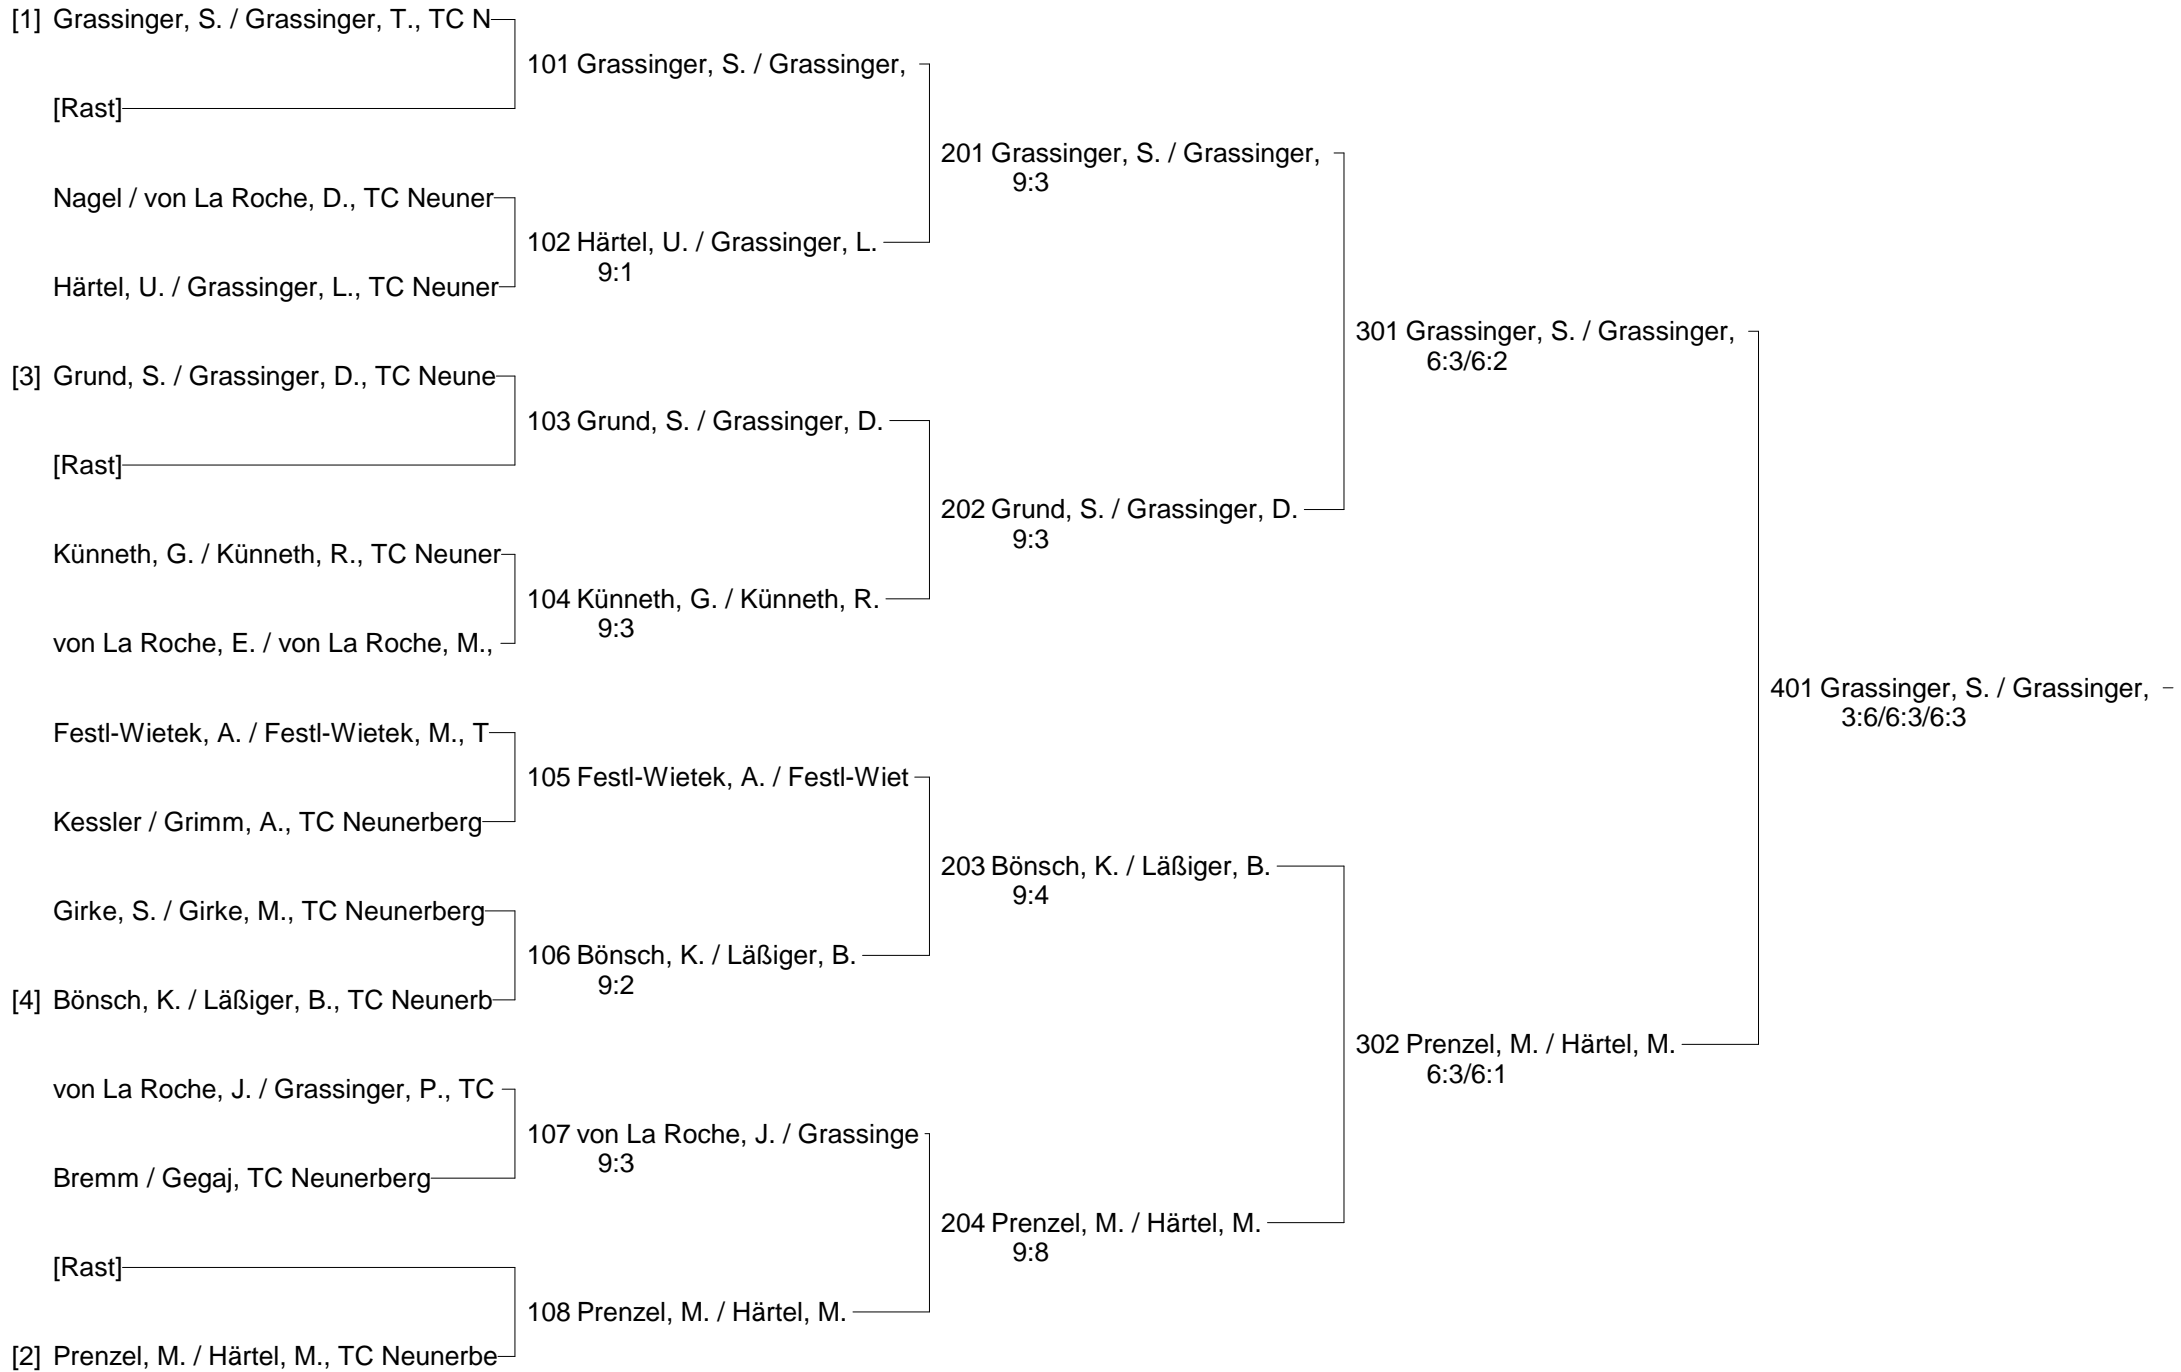 [1] Grassinger, S. / Grassinger, T., TC N
[Rast]
Nagel / von La Roche, D., TC Neuner
Härtel, U. / Grassinger, L., TC Neuner
[3] Grund, S. / Grassinger, D., TC Neune
[Rast]
Künneth, G. / Künneth, R., TC Neuner
von La Roche, E. / von La Roche, M.,
Festl-Wietek, A. / Festl-Wietek, M., T
Kessler / Grimm, A., TC Neunerberg
Girke, S. / Girke, M., TC Neunerberg
[4] Bönsch, K. / Läßiger, B., TC Neunerb
von La Roche, J. / Grassinger, P., TC
Bremm / Gegaj, TC Neunerberg
[Rast]
[2] Prenzel, M. / Härtel, M., TC Neunerbe
101 Grassinger, S. / Grassinger,
102 Härtel, U. / Grassinger, L.
9:1
103 Grund, S. / Grassinger, D.
104 Künneth, G. / Künneth, R.
9:3
105 Festl-Wietek, A. / Festl-Wiet
106 Bönsch, K. / Läßiger, B.
9:2
107 von La Roche, J. / Grassinge
9:3
108 Prenzel, M. / Härtel, M.
201 Grassinger, S. / Grassinger,
9:3
202 Grund, S. / Grassinger, D.
9:3
203 Bönsch, K. / Läßiger, B.
9:4
204 Prenzel, M. / Härtel, M.
9:8
301 Grassinger, S. / Grassinger,
6:3/6:2
302 Prenzel, M. / Härtel, M.
6:3/6:1
401 Grassinger, S. / Grassinger,
3:6/6:3/6:3